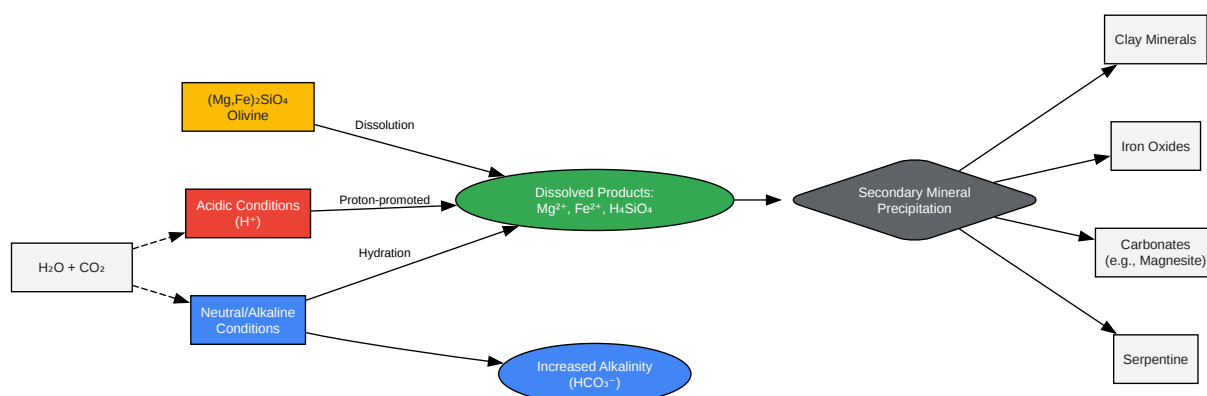 (Mg,Fe)₂SiO₄
Olivine
Dissolution
Acidic Conditions
(H⁺)
Proton-promoted
H₂O + CO₂
Hydration
Neutral/Alkaline
Conditions
Dissolved Products:
Mg²⁺, Fe²⁺, H₄SiO₄
Increased Alkalinity
(HCO₃⁻)
Secondary Mineral
Precipitation
Clay Minerals
Iron Oxides
Carbonates
(e.g., Magnesite)
Serpentine